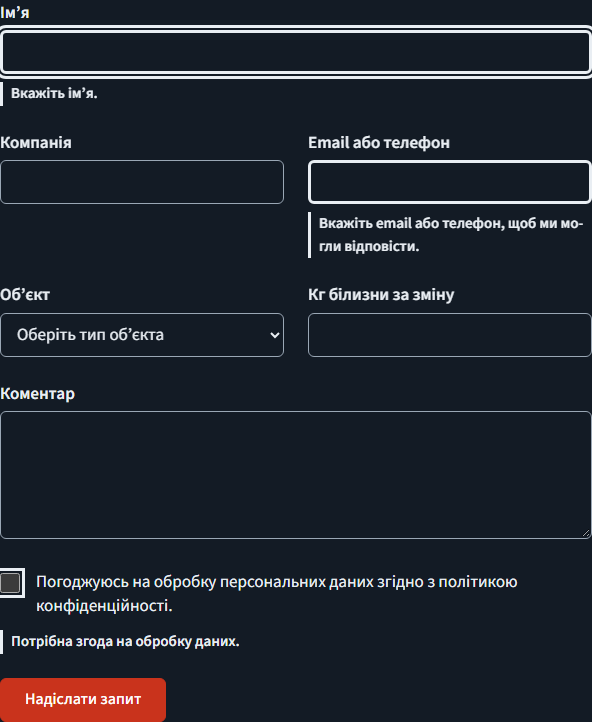 Ім’я
Вкажіть ім’я.
Компанія
Email або телефон
Вкажіть email або телефон, щоб ми мо-
гли відповісти.
Об’єкт
Кг білизни за зміну
Оберіть тип об’єкта
Коментар
Погоджуюсь на обробку персональних даних згідно з політикою
конфіденційності.
Потрібна згода на обробку даних.
Надіслати запит